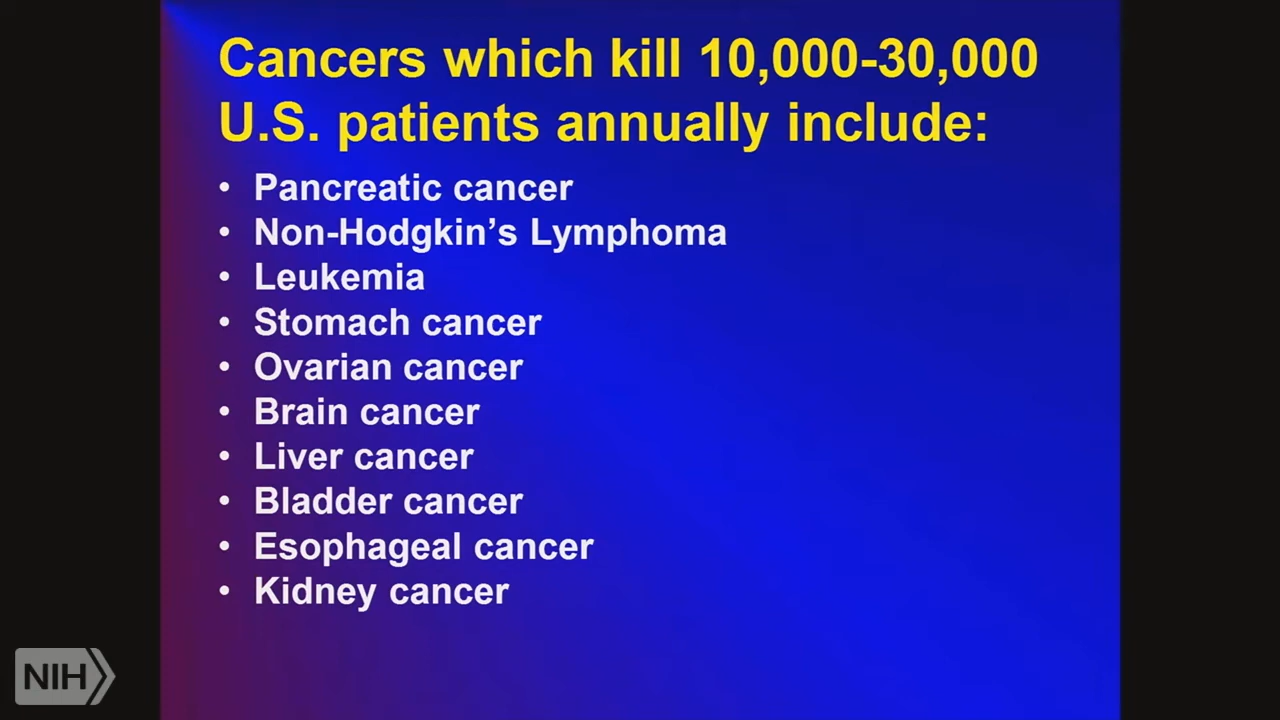 Cancers which kill 10,000-30,000
U.S. patients annually include:
• Pancreatic cancer
• Non-Hodgkin’s Lymphoma
• Leukemia
• Stomach cancer
• Ovarian cancer
• Brain cancer
• Liver cancer
• Bladder cancer
• Esophageal cancer
• Kidney cancer
NIH